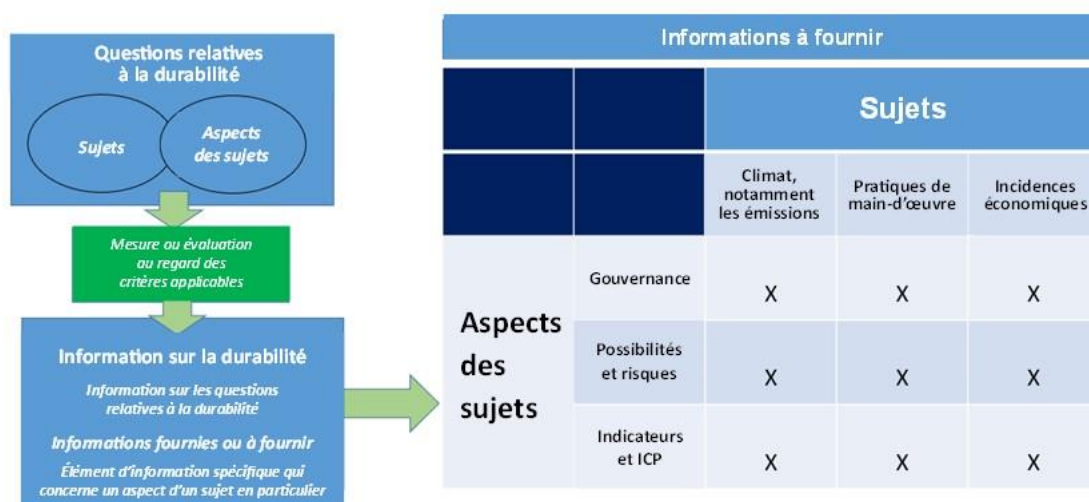 Questions relatives
à la durabilité
Sujets
Aspects
des sujets
Mesure ou évaluation
au regard des
critères applicables
Information sur la durabilité
Information sur les questions
relatives à la durabilité
Informations fournies ou à fournir
Élément d'information spécifique qui
concerne un aspect d'un sujet en particulier
Informations à fournir
Sujets
Climat,
notamment
les émissions
Pratiques de
main-d'œuvre
Incidences
économiques
Aspects
des
sujets
Gouvernance
X X X
Possibilités
et risques
X X X
Indicateurs
et ICP
X X X